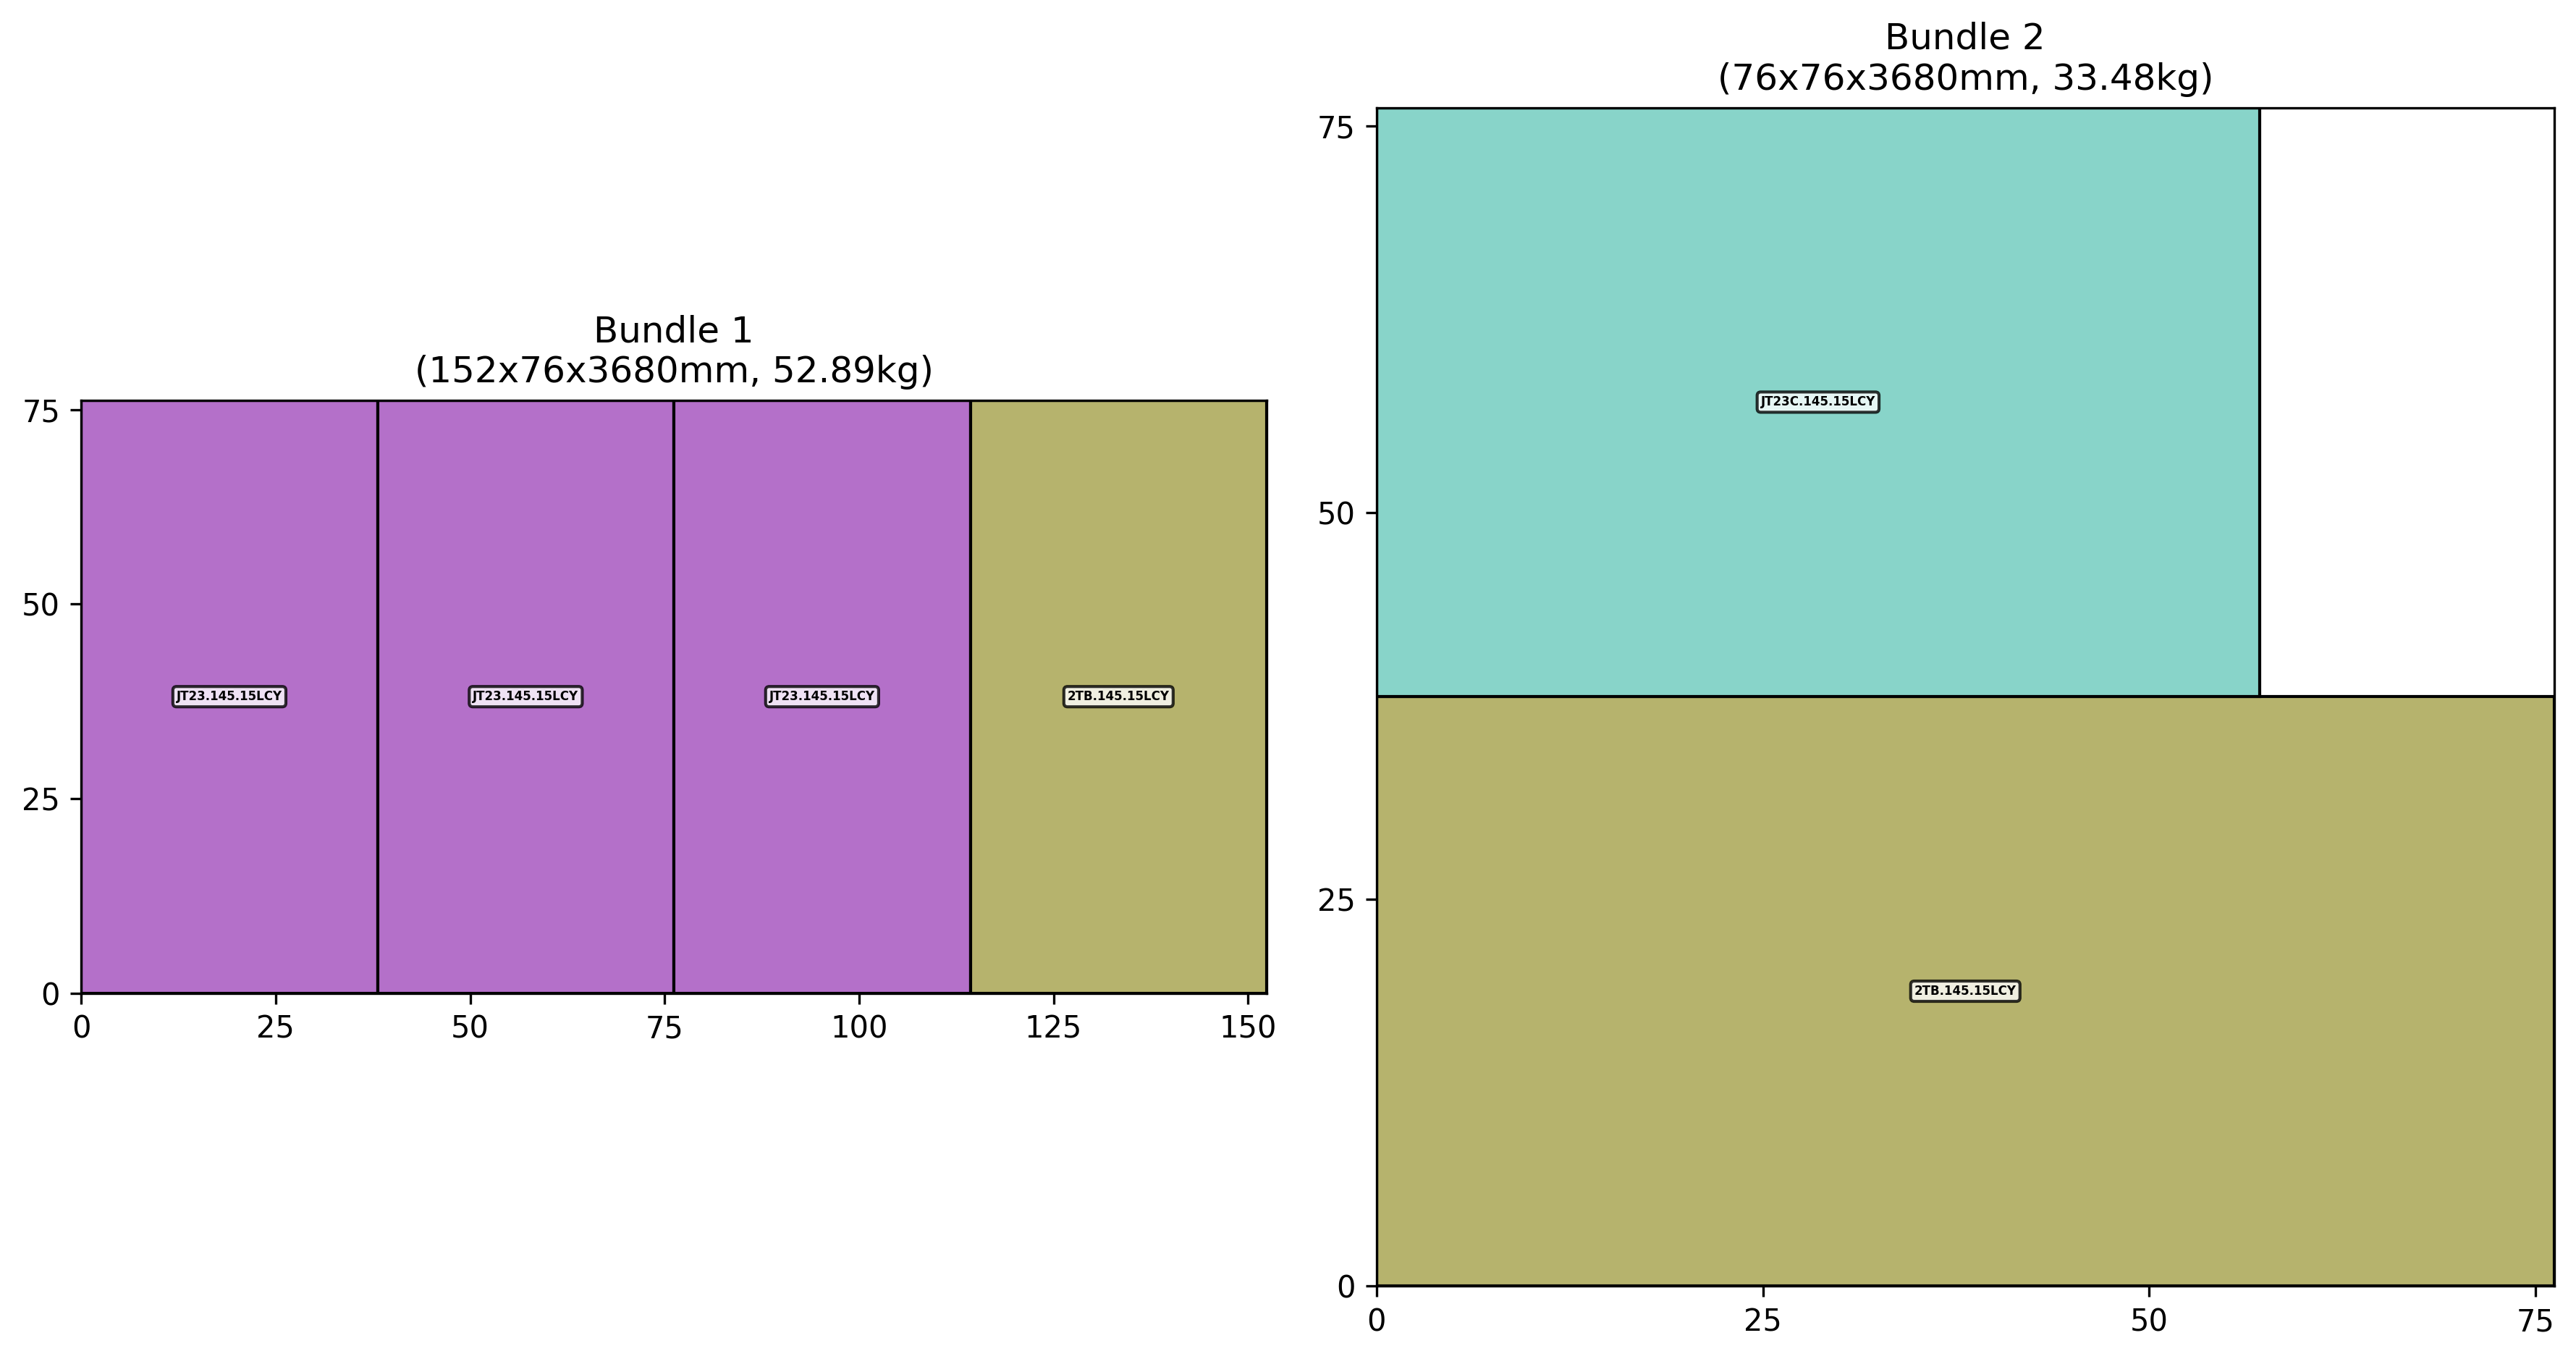 Bundle 1
(152x76x3680mm, 52.89kg)
75
50
25
0
JT23.145.15LCY
JT23.145.15LCY
JT23.145.15LCY
2TB.145.15LCY
0
25
50
75
100
125
150
Bundle 2
(76x76x3680mm, 33.48kg)
75
50
25
0
JT23C.145.15LCY
2TB.145.15LCY
0
25
50
75